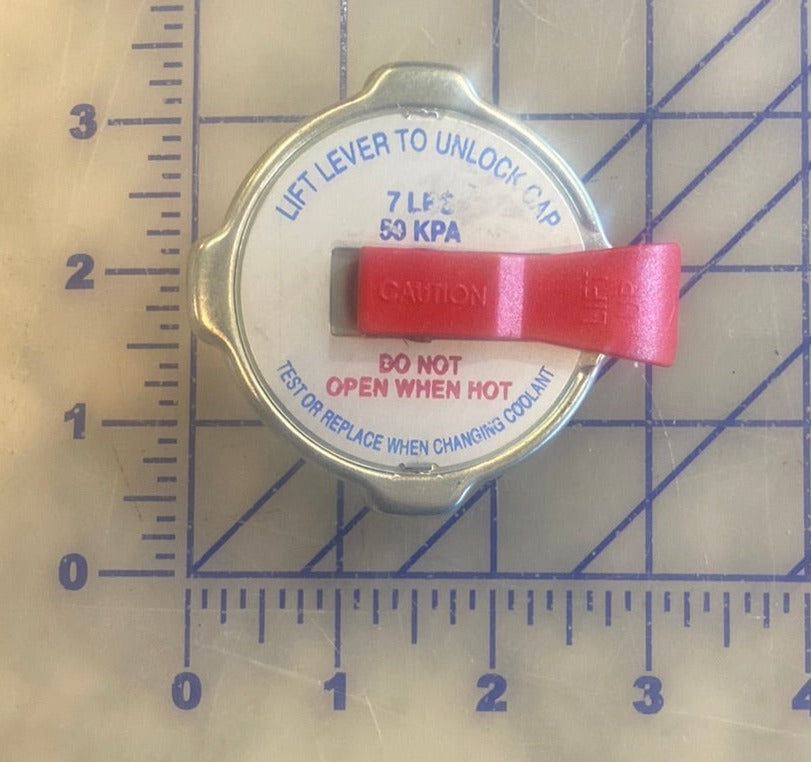 3
LIFT LEVER TO UNLOCK CAP
7 LBS
50 KPA
2
CAUTION
LIFT
UP
DO NOT
OPEN WHEN HOT
TEST OR REPLACE WHEN CHANGING COOLANT
1
0
0 1 2 3 4